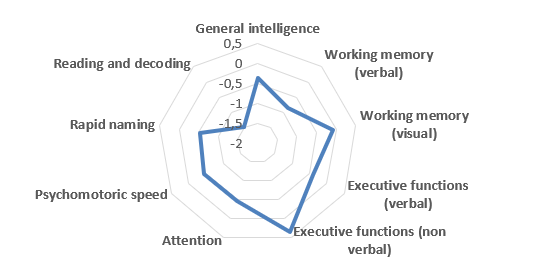 General intelligence
0,5
0
-0,5
-1
-1,5
-2
Working memory
(verbal)
Working memory
(visual)
Executive functions
(verbal)
Executive functions (non
verbal)
Attention
Psychomotoric speed
Rapid naming
Reading and decoding